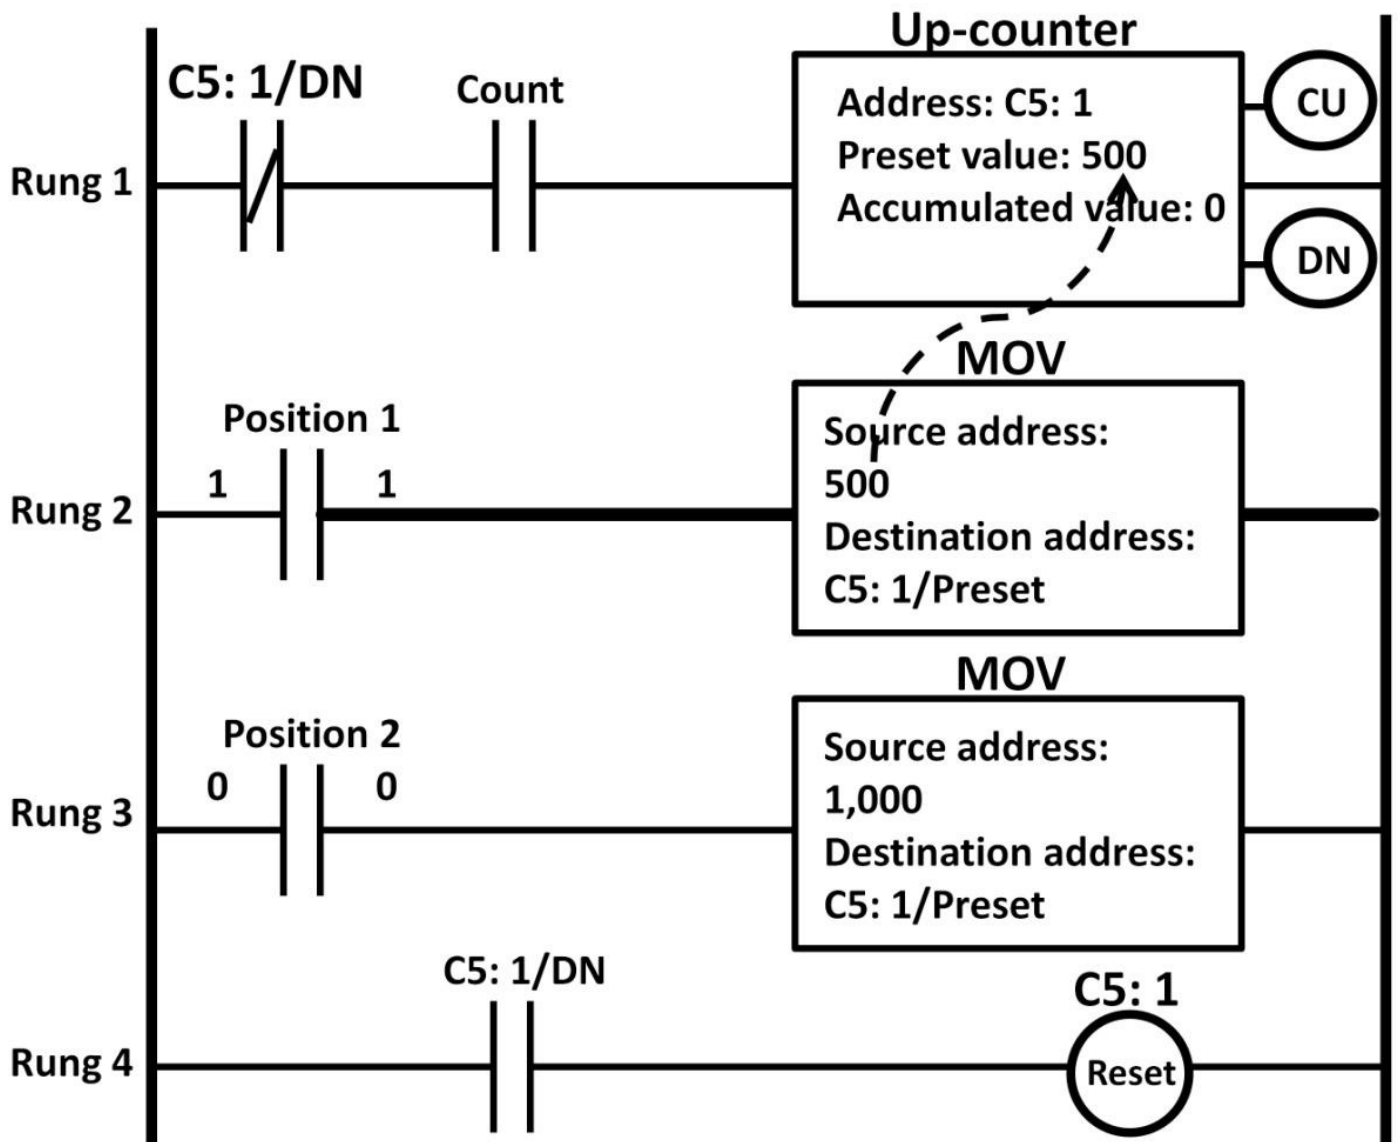 Up-counter
C5: 1/DN
Count
Address: C5: 1
CU
Preset value: 500
Rung 1
Accumulated value: 0
DN
MOV
Position 1
Source address:
1
1
500
Rung 2
Destination address:
C5: 1/Preset
MOV
Position 2
Source address:
0
0
1,000
Rung 3
Destination address:
C5: 1/Preset
C5: 1/DN
C5: 1
Rung 4
Reset